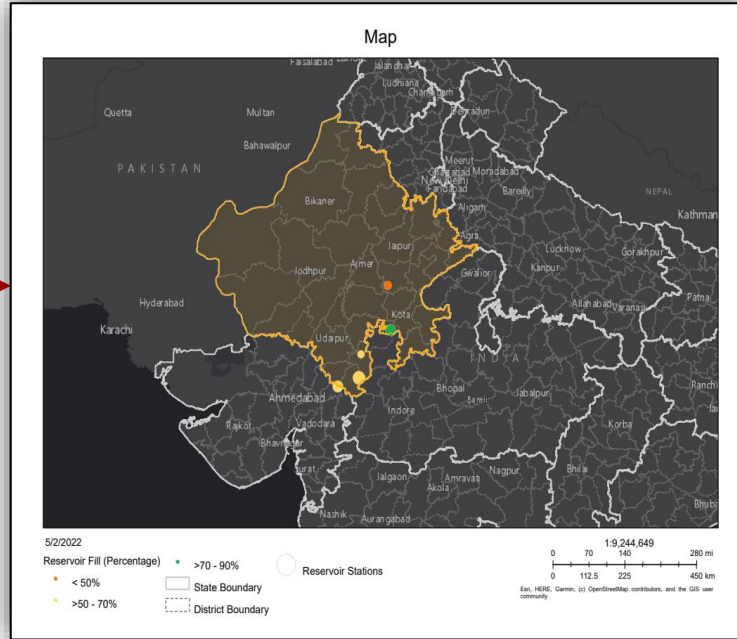 Map
Faisalabad
Jalandhar
Ludhiana
Chandigarh
Quetta
Multan
Dehradun
Bahawalpur
Meerut
PAKISTAN
Ghaziabad Moradabad
New Delhi
Faridabad
Bareilly
NEPAL
Bikaner
Aligarh
Kathman
Jaipur
Agra
Lucknow
Gorakhpur
Ajmer
Jodhpur
Gwalior
Kanpur
Hyderabad
Allahabad
Varanasi
Patna
Karachi
Kota
Udaipur
INDIA
Ranchi
Bhopal
Jabalpur
Ahmedabad
Bareli
Indore
Rajkot
Vadodara
Korba
Bhavnagar
Surat
Nagpur
Bhilai
Jalgaon
Amravati
Akola
Bhub
Nashik
Aurangabad
5/2/2022
1:9,244,649
Reservoir Fill (Percentage)
< 50%
>50 - 70%
>70 - 90%
State Boundary
District Boundary
Reservoir Stations
0 70 140 280 mi
0 112.5 225 450 km
Esri, HERE, Garmin, (c) OpenStreetMap contributors, and the GIS user
community